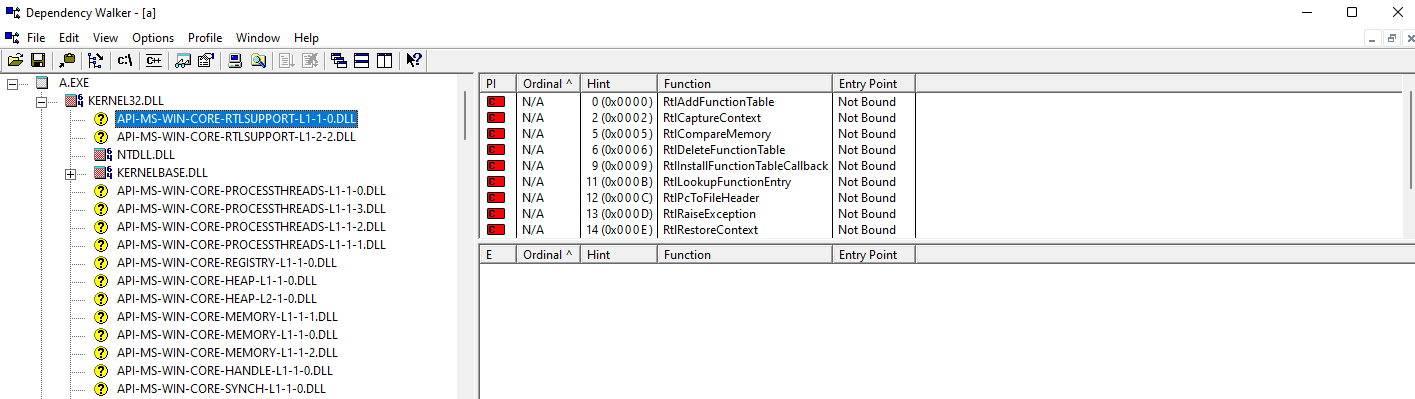 Dependency Walker - [a]
File Edit View Options Profile Window Help
c:\ C++
A.EXE
KERNEL32.DLL
API-MS-WIN-CORE-RTLSUPPORT-L1-1-0.DLL
API-MS-WIN-CORE-RTLSUPPORT-L1-2-2.DLL
NTDLL.DLL
KERNELBASE.DLL
API-MS-WIN-CORE-PROCESSTHREADS-L1-1-0.DLL
API-MS-WIN-CORE-PROCESSTHREADS-L1-1-3.DLL
API-MS-WIN-CORE-PROCESSTHREADS-L1-1-2.DLL
API-MS-WIN-CORE-PROCESSTHREADS-L1-1-1.DLL
API-MS-WIN-CORE-REGISTRY-L1-1-0.DLL
API-MS-WIN-CORE-HEAP-L1-1-0.DLL
API-MS-WIN-CORE-HEAP-L2-1-0.DLL
API-MS-WIN-CORE-MEMORY-L1-1-1.DLL
API-MS-WIN-CORE-MEMORY-L1-1-0.DLL
API-MS-WIN-CORE-MEMORY-L1-1-2.DLL
API-MS-WIN-CORE-HANDLE-L1-1-0.DLL
API-MS-WIN-CORE-SYNCH-L1-1-0.DLL
PI Ordinal ^ Hint Function Entry Point
C N/A 0 (0x0000) RtlAddFunctionTable Not Bound
C N/A 2 (0x0002) RtlCaptureContext Not Bound
C N/A 5 (0x0005) RtlCompareMemory Not Bound
C N/A 6 (0x0006) RtlDeleteFunctionTable Not Bound
C N/A 9 (0x0009) RtlInstallFunctionTableCallback Not Bound
C N/A 11 (0x000B) RtlLookupFunctionEntry Not Bound
C N/A 12 (0x000C) RtlPcToFileHeader Not Bound
C N/A 13 (0x000D) RtlRaiseException Not Bound
C N/A 14 (0x000E) RtlRestoreContext Not Bound
E Ordinal ^ Hint Function Entry Point